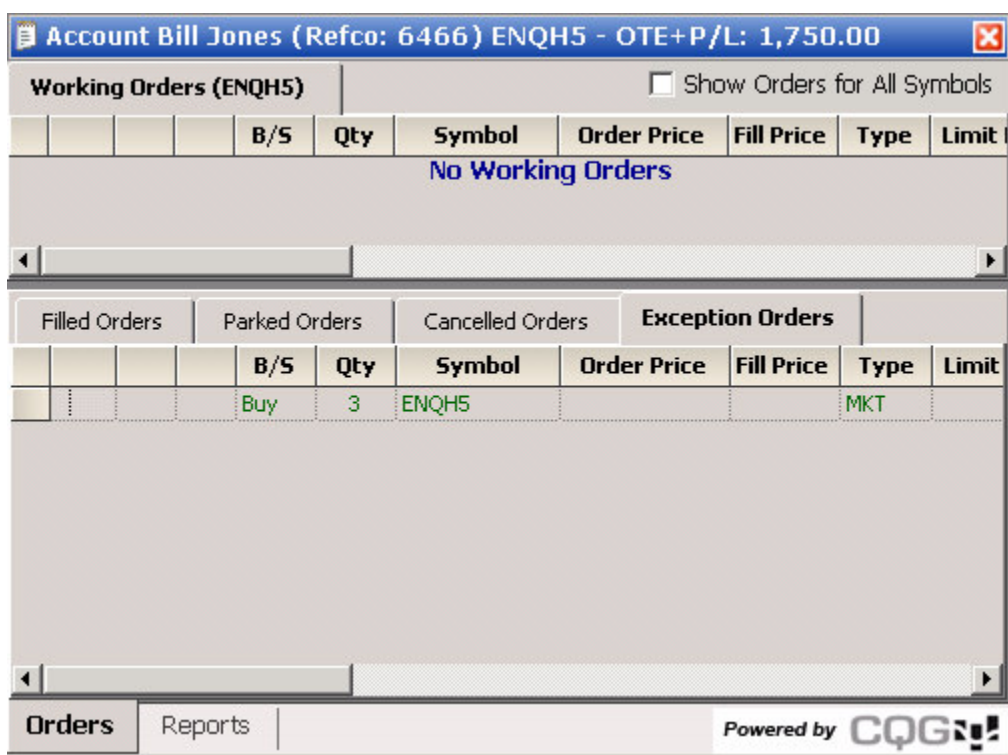 Account Bill Jones (Refco: 6466) ENQH5 - OTE+P/L: 1,750.00
Working Orders (ENQH5) Show Orders for All Symbols
B/S Qty Symbol Order Price Fill Price Type Limit
No Working Orders
Filled Orders Parked Orders Cancelled Orders Exception Orders
B/S Qty Symbol Order Price Fill Price Type Limit
Buy 3 ENQH5 MKT
Orders Reports Powered by CQG